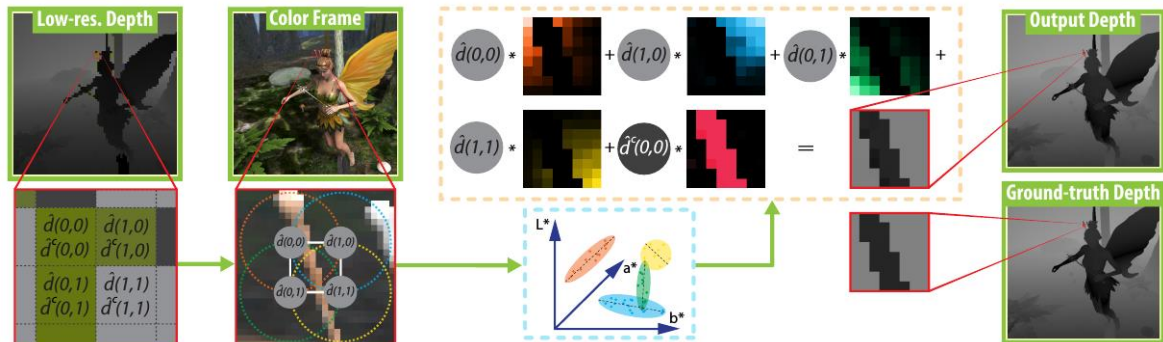 Low-res. Depth
Color Frame
d̂(0,0) * + d̂(1,0) * + d̂(0,1) * +
d̂(1,1) * + d̂ᶜ(0,0) * =
Output Depth
Ground-truth Depth
d̂(0,0) d̂(1,0)
d̂ᶜ(0,0) d̂ᶜ(1,0)
d̂(0,1) d̂(1,1)
d̂ᶜ(0,1) d̂ᶜ(1,1)
d̂(0,0) d̂(1,0)
d̂(0,1) d̂(1,1)
L*
a*
b*